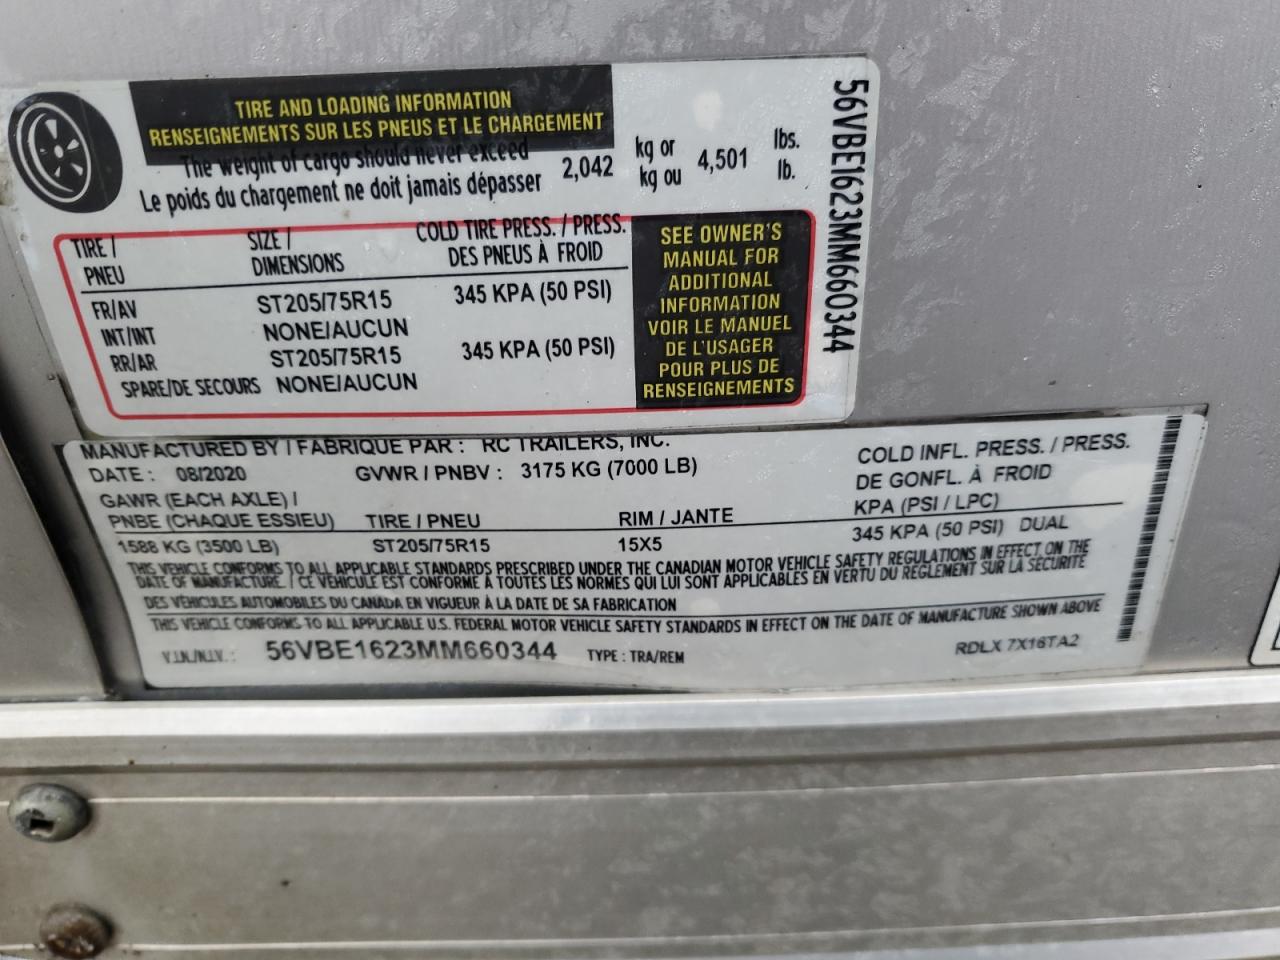 TIRE AND LOADING INFORMATION
RENSEIGNEMENTS SUR LES PNEUS ET LE CHARGEMENT
The weight of cargo should never exceed
Le poids du chargement ne doit jamais dépasser
2,042 kg or 4,501 lbs.
kg ou lb.
TIRE / SIZE / COLD TIRE PRESS. / PRESS.
PNEU DIMENSIONS DES PNEUS À FROID
FR/AV ST205/75R15 345 KPA (50 PSI)
INT/INT NONE/AUCUN
RR/AR ST205/75R15 345 KPA (50 PSI)
SPARE/DE SECOURS NONE/AUCUN
SEE OWNER'S
MANUAL FOR
ADDITIONAL
INFORMATION
VOIR LE MANUEL
DE L'USAGER
POUR PLUS DE
RENSEIGNEMENTS
56VBE1623MM660344
MANUFACTURED BY / FABRIQUE PAR : RC TRAILERS, INC.
DATE : 08/2020 GVWR / PNBV : 3175 KG (7000 LB)
COLD INFL. PRESS. / PRESS.
DE GONFL. À FROID
KPA (PSI / LPC)
GAWR (EACH AXLE) /
PNBE (CHAQUE ESSIEU) TIRE / PNEU RIM / JANTE
1588 KG (3500 LB) ST205/75R15 15X5 345 KPA (50 PSI) DUAL
THIS VEHICLE CONFORMS TO ALL APPLICABLE STANDARDS PRESCRIBED UNDER THE CANADIAN MOTOR VEHICLE SAFETY REGULATIONS IN EFFECT ON THE
DATE OF MANUFACTURE. / CE VÉHICULE EST CONFORME À TOUTES LES NORMES QUI LUI SONT APPLICABLES EN VERTU DU RÈGLEMENT SUR LA SÉCURITÉ
DES VÉHICULES AUTOMOBILES DU CANADA EN VIGUEUR À LA DATE DE SA FABRICATION
THIS VEHICLE CONFORMS TO ALL APPLICABLE U.S. FEDERAL MOTOR VEHICLE SAFETY STANDARDS IN EFFECT ON THE DATE OF MANUFACTURE SHOWN ABOVE
V.I.N./N.I.V. : 56VBE1623MM660344 TYPE : TRA/REM RDLX 7X16TA2